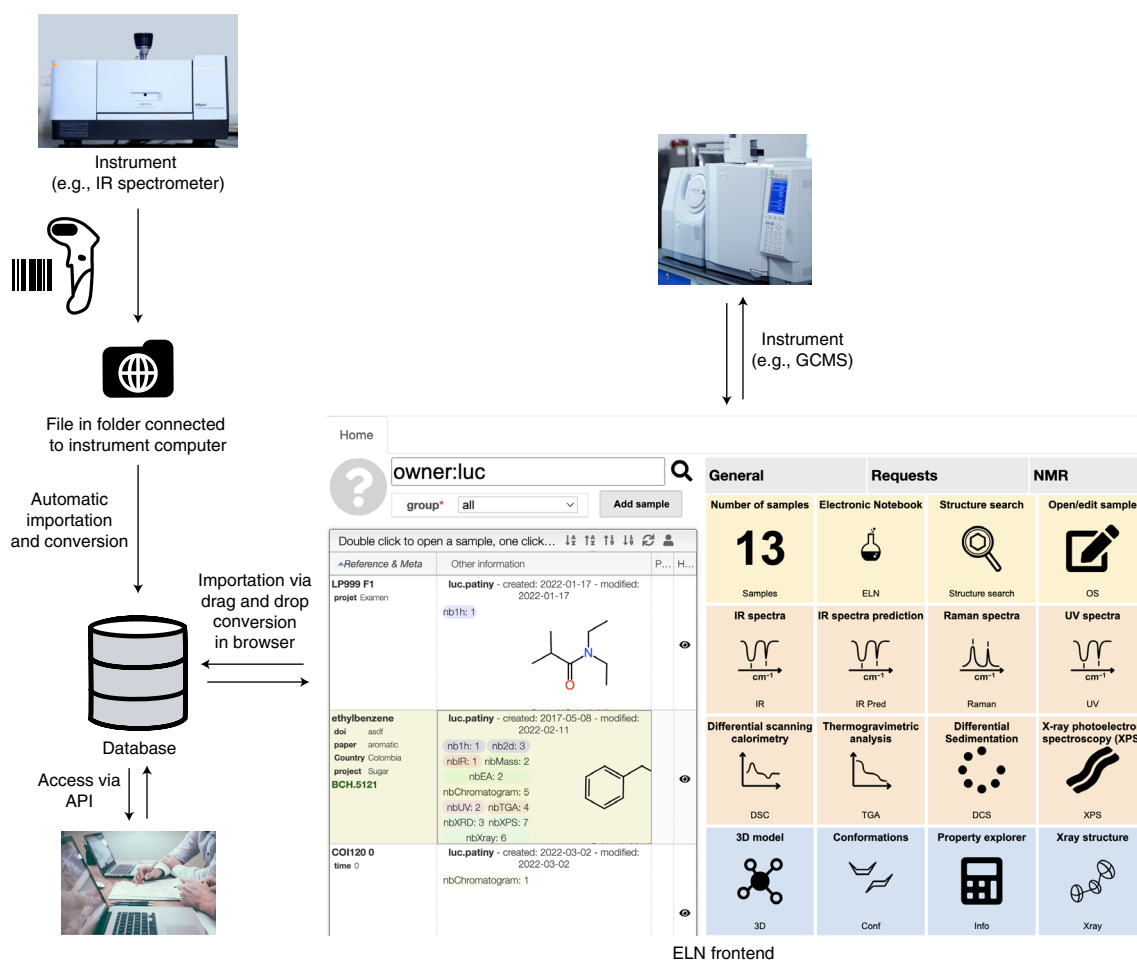 Instrument
(e.g., IR spectrometer)
File in folder connected
to instrument computer
Automatic
importation
and conversion
Importation via
drag and drop
conversion
in browser
Database
Access via
API
Instrument
(e.g., GCMS)
Home
owner:luc
group* all
Add sample
Double click to open a sample, one click...
Reference & Meta Other information P... H...
LP999 F1
projet Examen
luc.patiny - created: 2022-01-17 - modified:
2022-01-17
nb1h: 1
N
O
ethylbenzene
doi asdf
paper aromatic
Country Colombia
project Sugar
BCH.5121
luc.patiny - created: 2017-05-08 - modified:
2022-02-11
nb1h: 1 nb2d: 3
nbIR: 1 nbMass: 2
nbEA: 2
nbChromatogram: 5
nbUV: 2 nbTGA: 4
nbXRD: 3 nbXPS: 7
nbXray: 6
COI120 0
time 0
luc.patiny - created: 2022-03-02 - modified:
2022-03-02
nbChromatogram: 1
General Requests NMR
Number of samples Electronic Notebook Structure search Open/edit sample
13
Samples ELN Structure search OS
IR spectra IR spectra prediction Raman spectra UV spectra
cm⁻¹ cm⁻¹ cm⁻¹ cm⁻¹
IR IR Pred Raman UV
Differential scanning Thermogravimetric Differential X-ray photoelectro
calorimetry analysis Sedimentation spectroscopy (XPS
DSC TGA DCS XPS
3D model Conformations Property explorer Xray structure
3D Conf Info Xray
ELN frontend